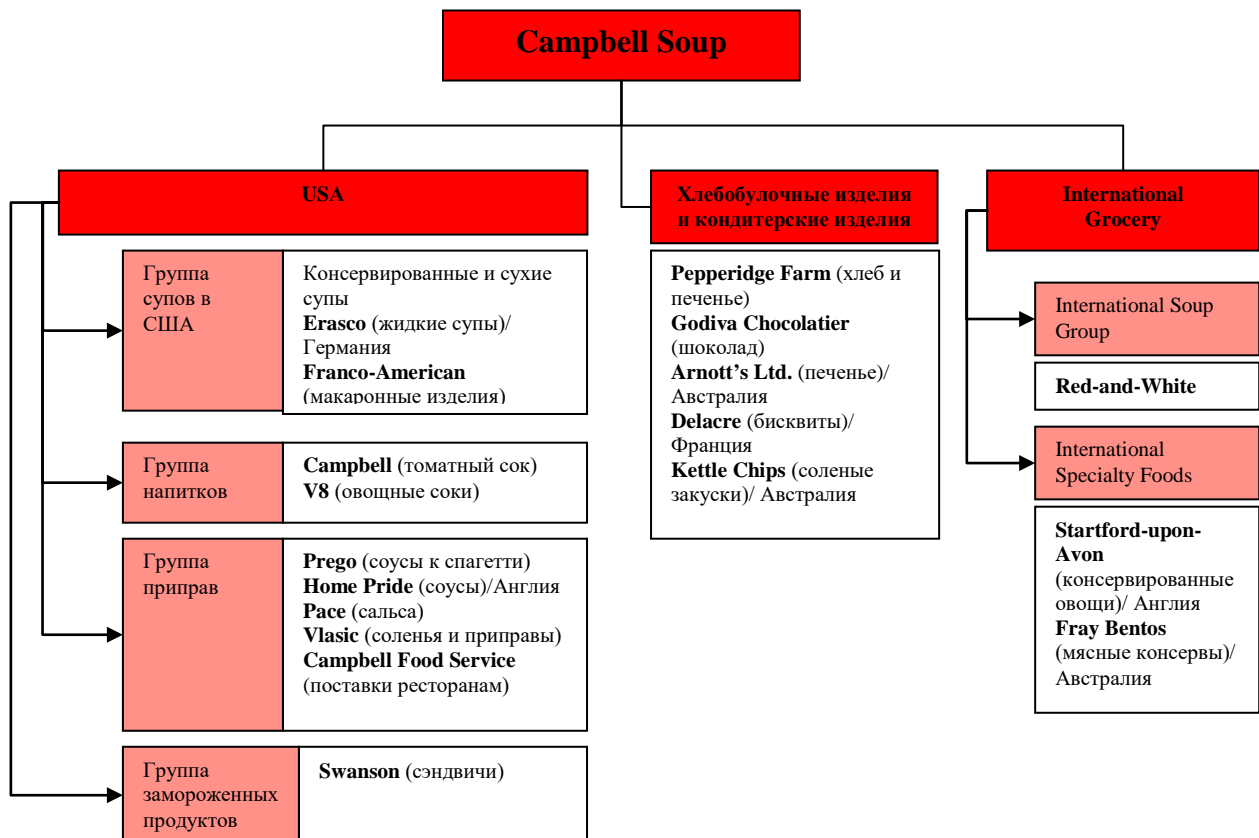 Campbell Soup
USA
Группа
супов в
США
Консервированные и сухие
супы
Erasco (жидкие супы)/
Германия
Franco-American
(макаронные изделия)
Группа
напитков
Campbell (томатный сок)
V8 (овощные соки)
Группа
приправ
Prego (соусы к спагетти)
Home Pride (соусы)/Англия
Pace (сальса)
Vlasic (соленья и приправы)
Campbell Food Service
(поставки ресторанам)
Группа
замороженных
продуктов
Swanson (сэндвичи)
Хлебобулочные изделия
и кондитерские изделия
Pepperidge Farm (хлеб и
печенье)
Godiva Chocolatier
(шоколад)
Arnott’s Ltd. (печенье)/
Австралия
Delacre (бисквиты)/
Франция
Kettle Chips (соленые
закуски)/ Австралия
International
Grocery
International Soup
Group
Red-and-White
International
Specialty Foods
Startford-upon-
Avon
(консервированные
овощи)/ Англия
Fray Bentos
(мясные консервы)/
Австралия